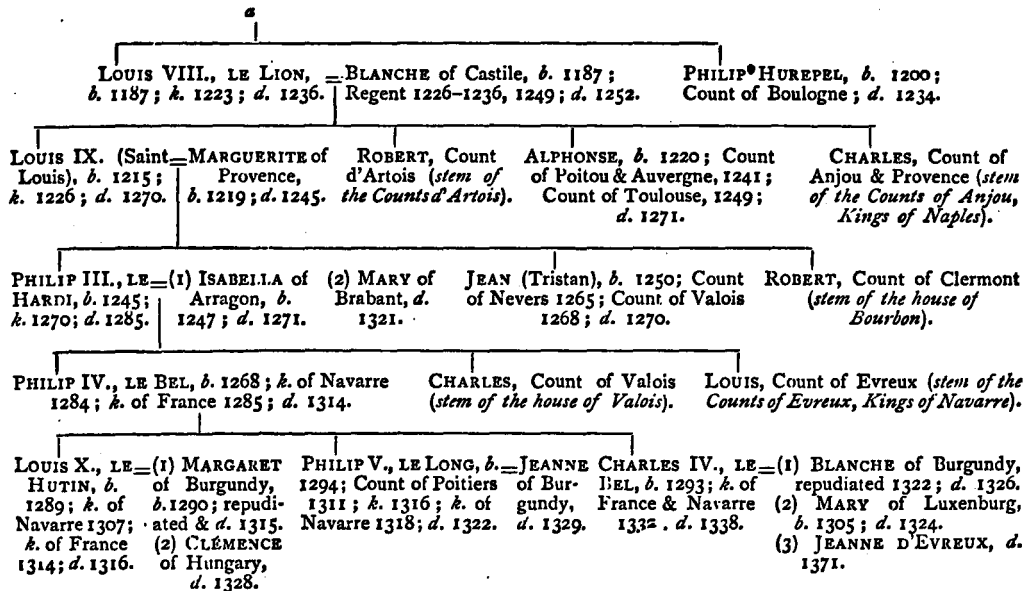 a
LOUIS VIII., LE LION,
b. 1187; k. 1223; d. 1236.
=BLANCHE of Castile, b. 1187;
Regent 1226–1236, 1249; d. 1252.
PHILIP HUREPEL, b. 1200;
Count of Boulogne; d. 1234.
LOUIS IX. (Saint
Louis), b. 1215;
k. 1226; d. 1270.
=MARGUERITE of
Provence,
b. 1219; d. 1245.
ROBERT, Count
d'Artois (stem of
the Counts d'Artois).
ALPHONSE, b. 1220; Count
of Poitou & Auvergne, 1241;
Count of Toulouse, 1249;
d. 1271.
CHARLES, Count of
Anjou & Provence (stem
of the Counts of Anjou,
Kings of Naples).
PHILIP III., LE
HARDI, b. 1245;
k. 1270; d. 1285.
=(1) ISABELLA of
Arragon, b.
1247; d. 1271.
(2) MARY of
Brabant, d.
1321.
JEAN (Tristan), b. 1250; Count
of Nevers 1265; Count of Valois
1268; d. 1270.
ROBERT, Count of Clermont
(stem of the house of
Bourbon).
PHILIP IV., LE BEL, b. 1268; k. of Navarre
1284; k. of France 1285; d. 1314.
CHARLES, Count of Valois
(stem of the house of Valois).
LOUIS, Count of Evreux (stem of the
Counts of Evreux, Kings of Navarre).
LOUIS X., LE
HUTIN, b.
1289; k. of
Navarre 1307;
k. of France
1314; d. 1316.
=(1) MARGARET
of Burgundy,
b. 1290; repudi-
ated & d. 1315.
(2) CLÉMENCE
of Hungary,
d. 1328.
PHILIP V., LE LONG, b.
1294; Count of Poitiers
1311; k. 1316; k. of
Navarre 1318; d. 1322.
=JEANNE
of Bur-
gundy,
d. 1329.
CHARLES IV., LE
BEL, b. 1293; k. of
France & Navarre
1332. d. 1338.
=(1) BLANCHE of Burgundy,
repudiated 1322; d. 1326.
(2) MARY of Luxenburg,
b. 1305; d. 1324.
(3) JEANNE D'EVREUX, d.
1371.